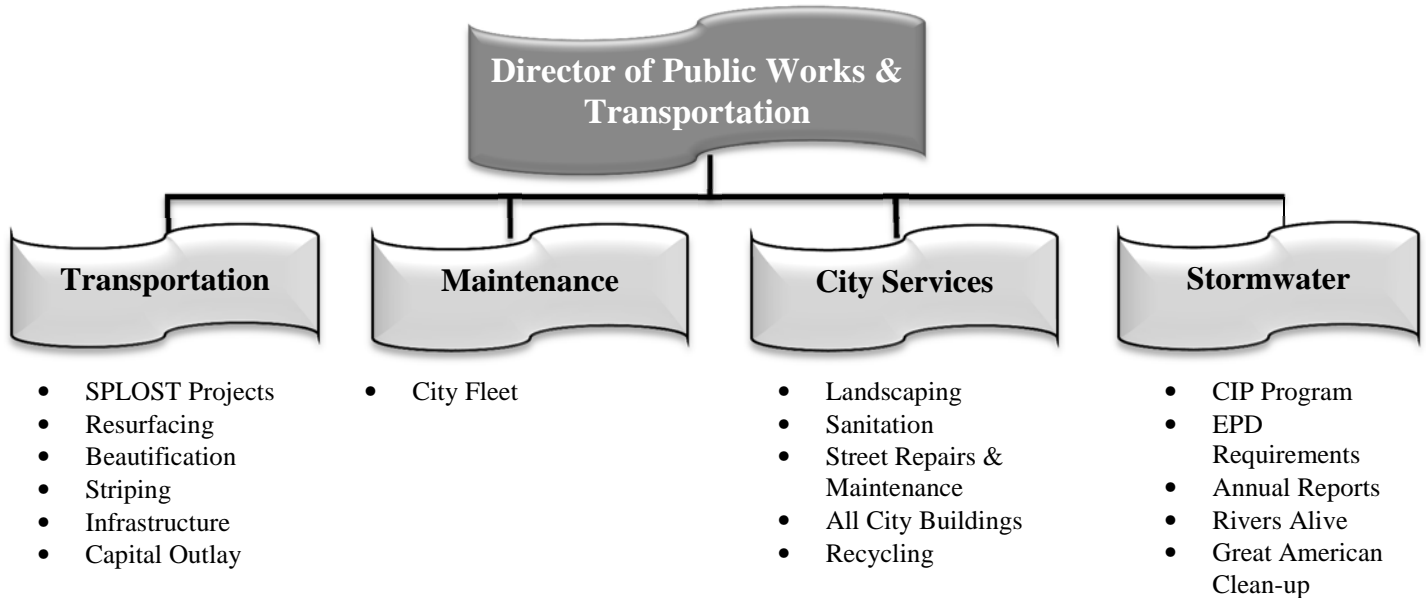 Director of Public Works &
Transportation
Transportation
Maintenance
City Services
Stormwater
• SPLOST Projects
• Resurfacing
• Beautification
• Striping
• Infrastructure
• Capital Outlay
• City Fleet
• Landscaping
• Sanitation
• Street Repairs &
Maintenance
• All City Buildings
• Recycling
• CIP Program
• EPD
Requirements
• Annual Reports
• Rivers Alive
• Great American
Clean-up